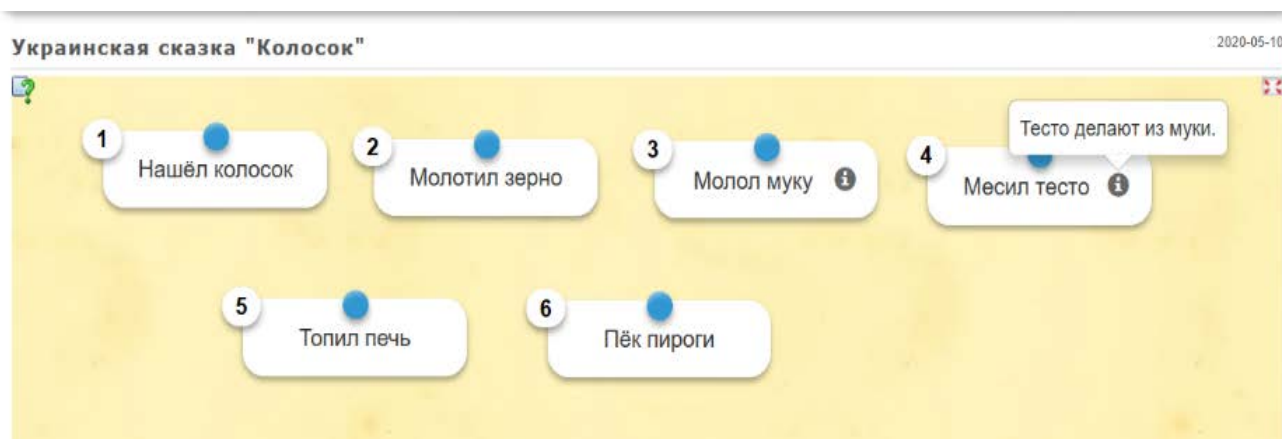 Украинская сказка "Колосок"
2020-05-10
1
Нашёл колосок
2
Молотил зерно
3
Молол муку
4
Месил тесто
Тесто делают из муки.
5
Топил печь
6
Пёк пироги